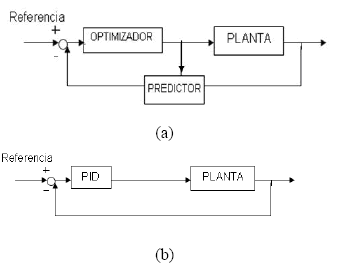 Referencia
+
-
OPTIMIZADOR
PLANTA
PREDICTOR
(a)
Referencia
+
-
PID
PLANTA
(b)